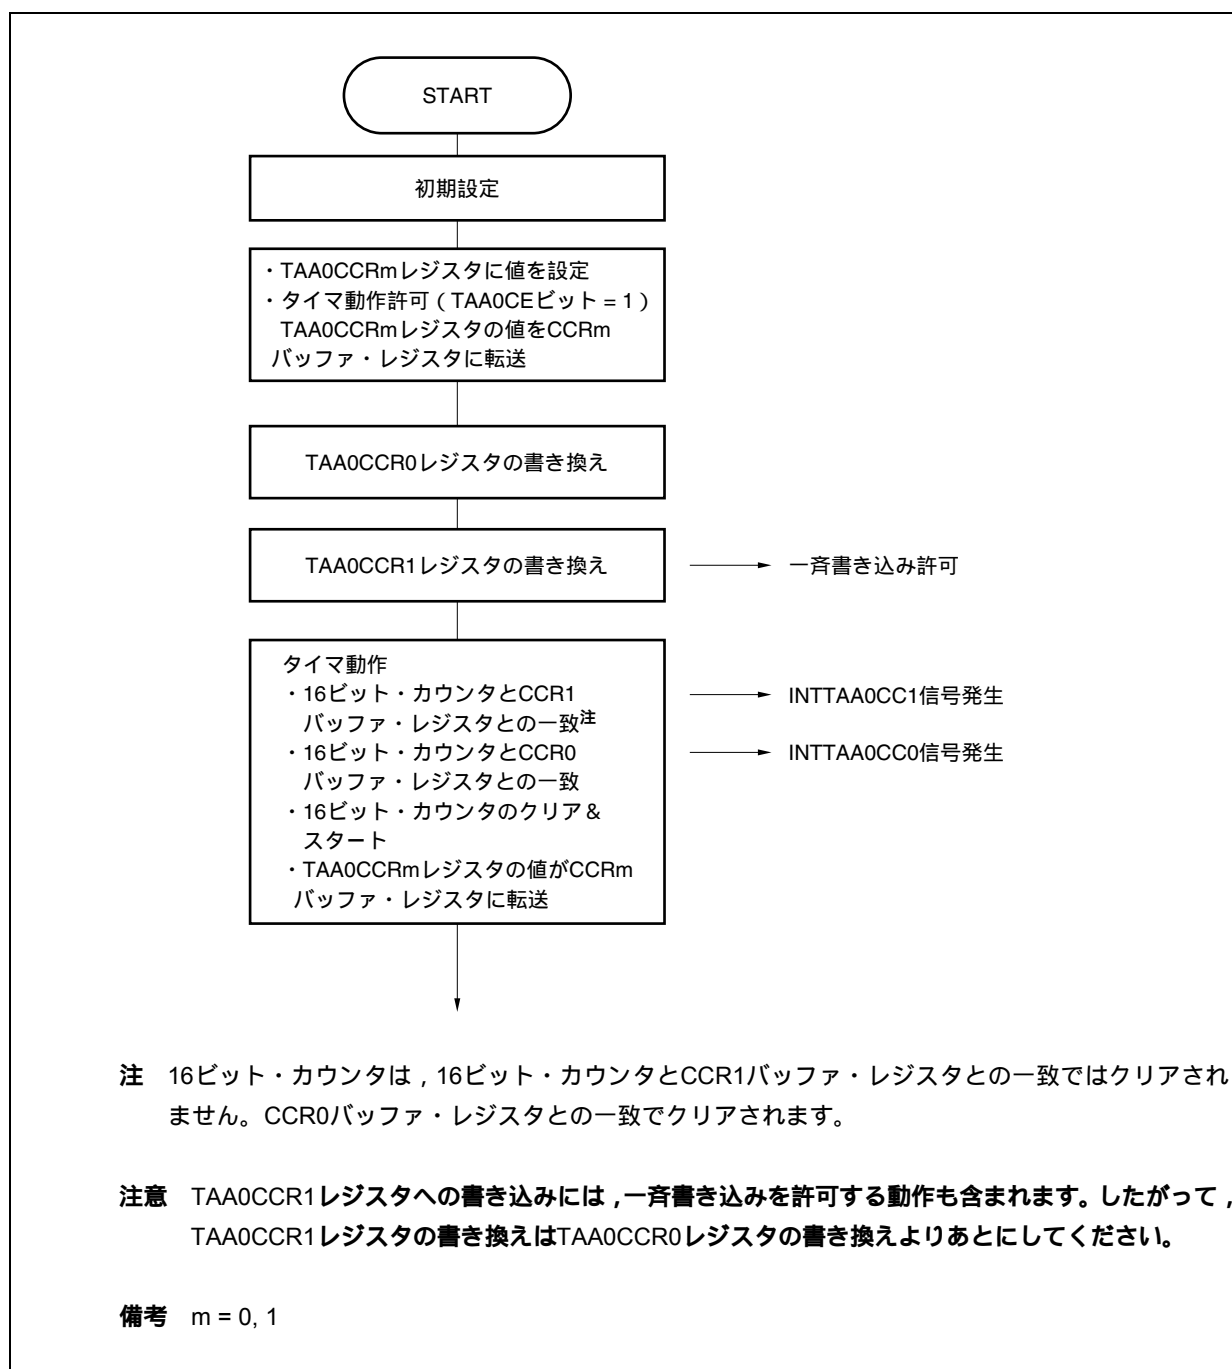 START
初期設定
・TAA0CCRmレジスタに値を設定
・タイマ動作許可（TAA0CEビット = 1）
TAA0CCRmレジスタの値をCCRm
バッファ・レジスタに転送
TAA0CCR0レジスタの書き換え
TAA0CCR1レジスタの書き換え
一斉書き込み許可
タイマ動作
・16ビット・カウンタとCCR1
バッファ・レジスタとの一致注
INTTAA0CC1信号発生
・16ビット・カウンタとCCR0
バッファ・レジスタとの一致
INTTAA0CC0信号発生
・16ビット・カウンタのクリア＆
スタート
・TAA0CCRmレジスタの値がCCRm
バッファ・レジスタに転送
注 16ビット・カウンタは，16ビット・カウンタとCCR1バッファ・レジスタとの一致ではクリアされ
ません。CCR0バッファ・レジスタとの一致でクリアされます。
注意 TAA0CCR1レジスタへの書き込みには，一斉書き込みを許可する動作も含まれます。したがって，
TAA0CCR1レジスタの書き換えはTAA0CCR0レジスタの書き換えよりあとにしてください。
備考 m = 0, 1